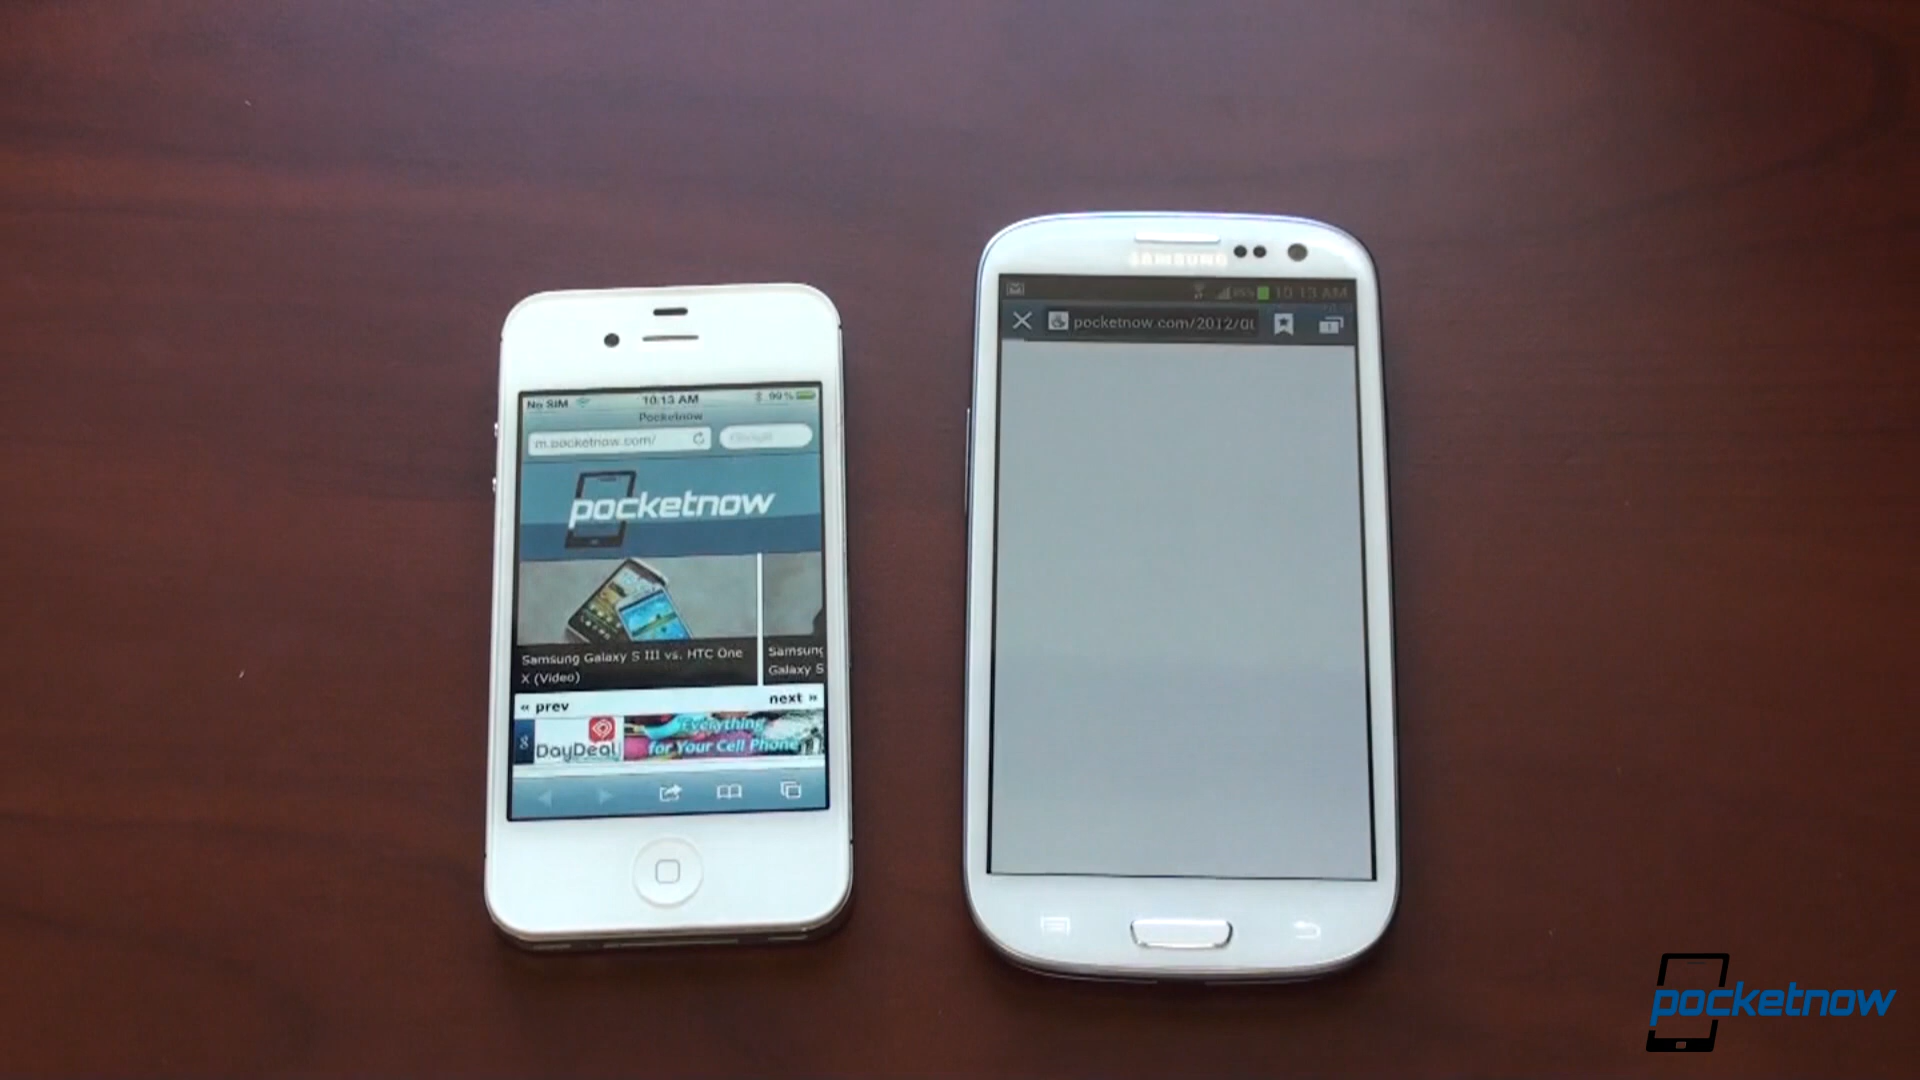 No SIM 10:13 AM 99%
Pocketnow
m.pocketnow.com/
Google
pocketnow
Samsung Galaxy S III vs. HTC One
X (Video)
Samsung
Galaxy S
« prev next »
DayDeal
Everything
for Your Cell Phone
SAMSUNG
10:13 AM
pocketnow.com/2012/0
pocketnow